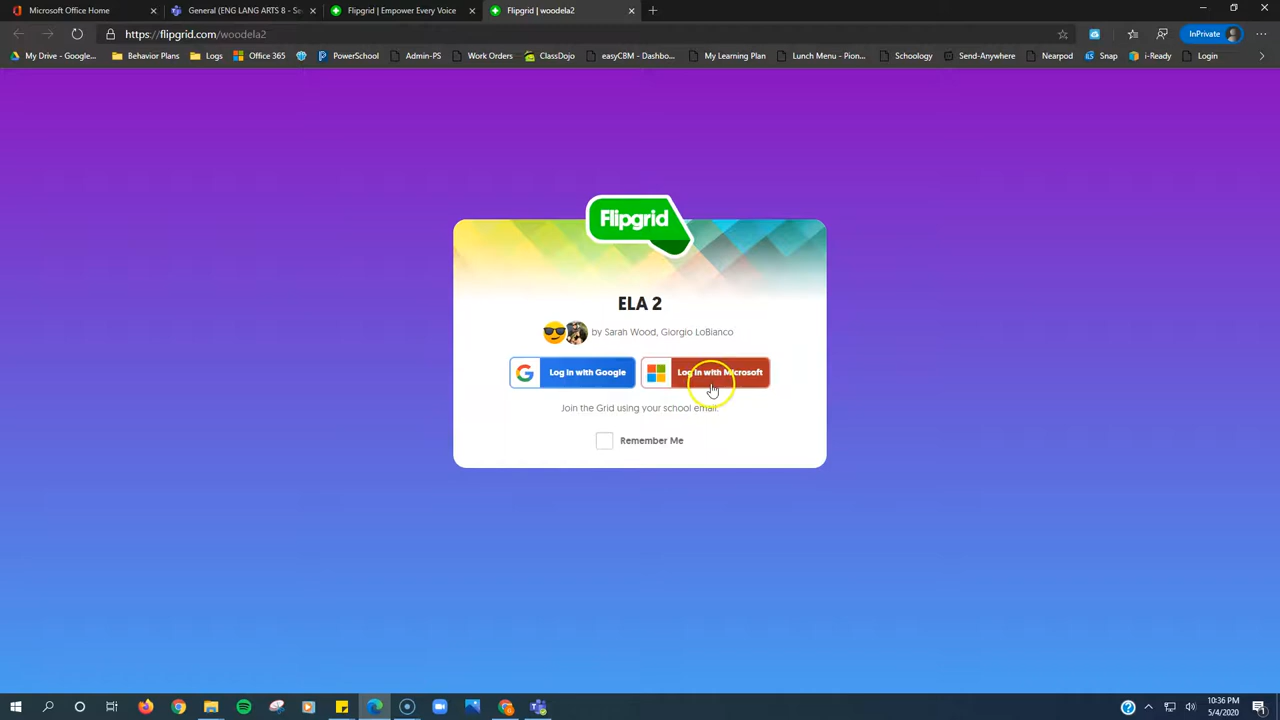 Microsoft Office Home
General (ENG LANG ARTS 8 - Se
Flipgrid | Empower Every Voice
Flipgrid | woodela2
https://flipgrid.com/woodela2
InPrivate
My Drive - Google...
Behavior Plans
Logs
Office 365
PowerSchool
Admin-PS
Work Orders
ClassDojo
easyCBM - Dashbo...
My Learning Plan
Lunch Menu - Pion...
Schoology
Send-Anywhere
Nearpod
iLS Snap
i-Ready
Login
Flipgrid
ELA 2
by Sarah Wood, Giorgio LoBianco
Log in with Google
Log in with Microsoft
Join the Grid using your school email.
Remember Me
10:36 PM
5/4/2020